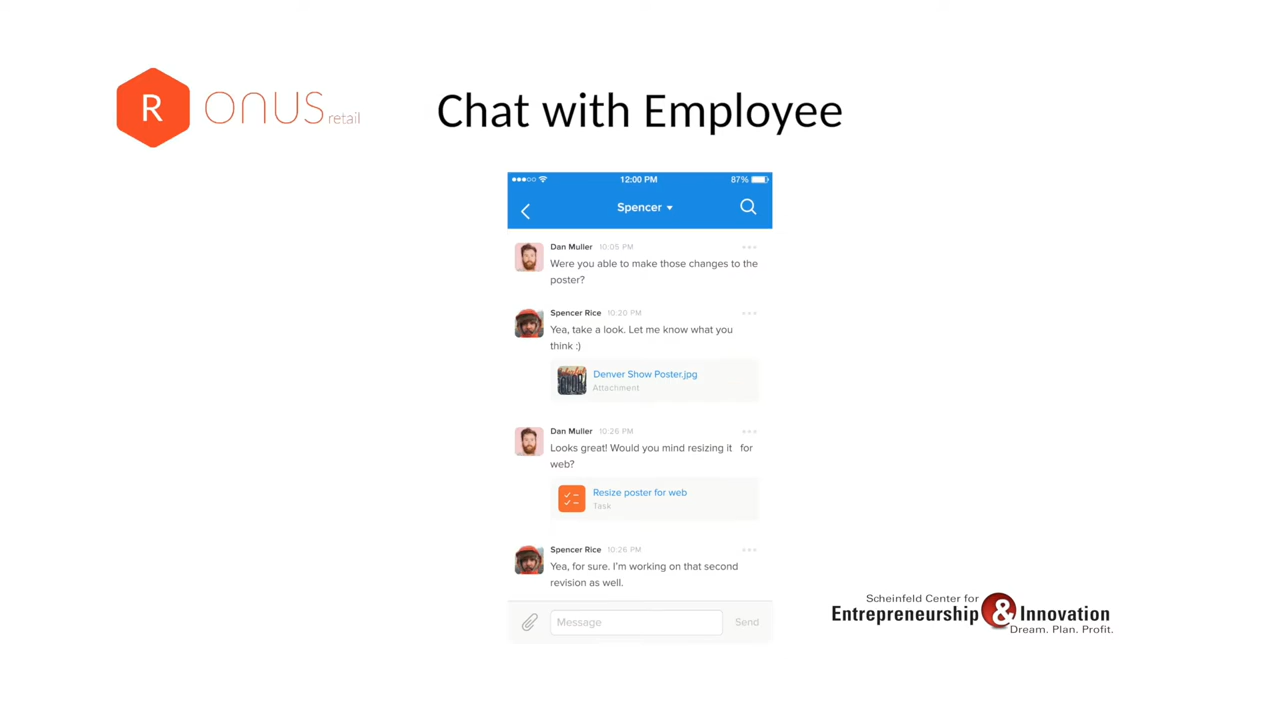 R onus retail
Chat with Employee
12:00 PM
87%
Spencer
Dan Muller 10:05 PM
Were you able to make those changes to the
poster?
Spencer Rice 10:20 PM
Yea, take a look. Let me know what you
think :)
Denver Show Poster.jpg
Attachment
Dan Muller 10:26 PM
Looks great! Would you mind resizing it for
web?
Resize poster for web
Task
Spencer Rice 10:26 PM
Yea, for sure. I'm working on that second
revision as well.
Message
Send
Scheinfeld Center for
Entrepreneurship & Innovation
Dream. Plan. Profit.